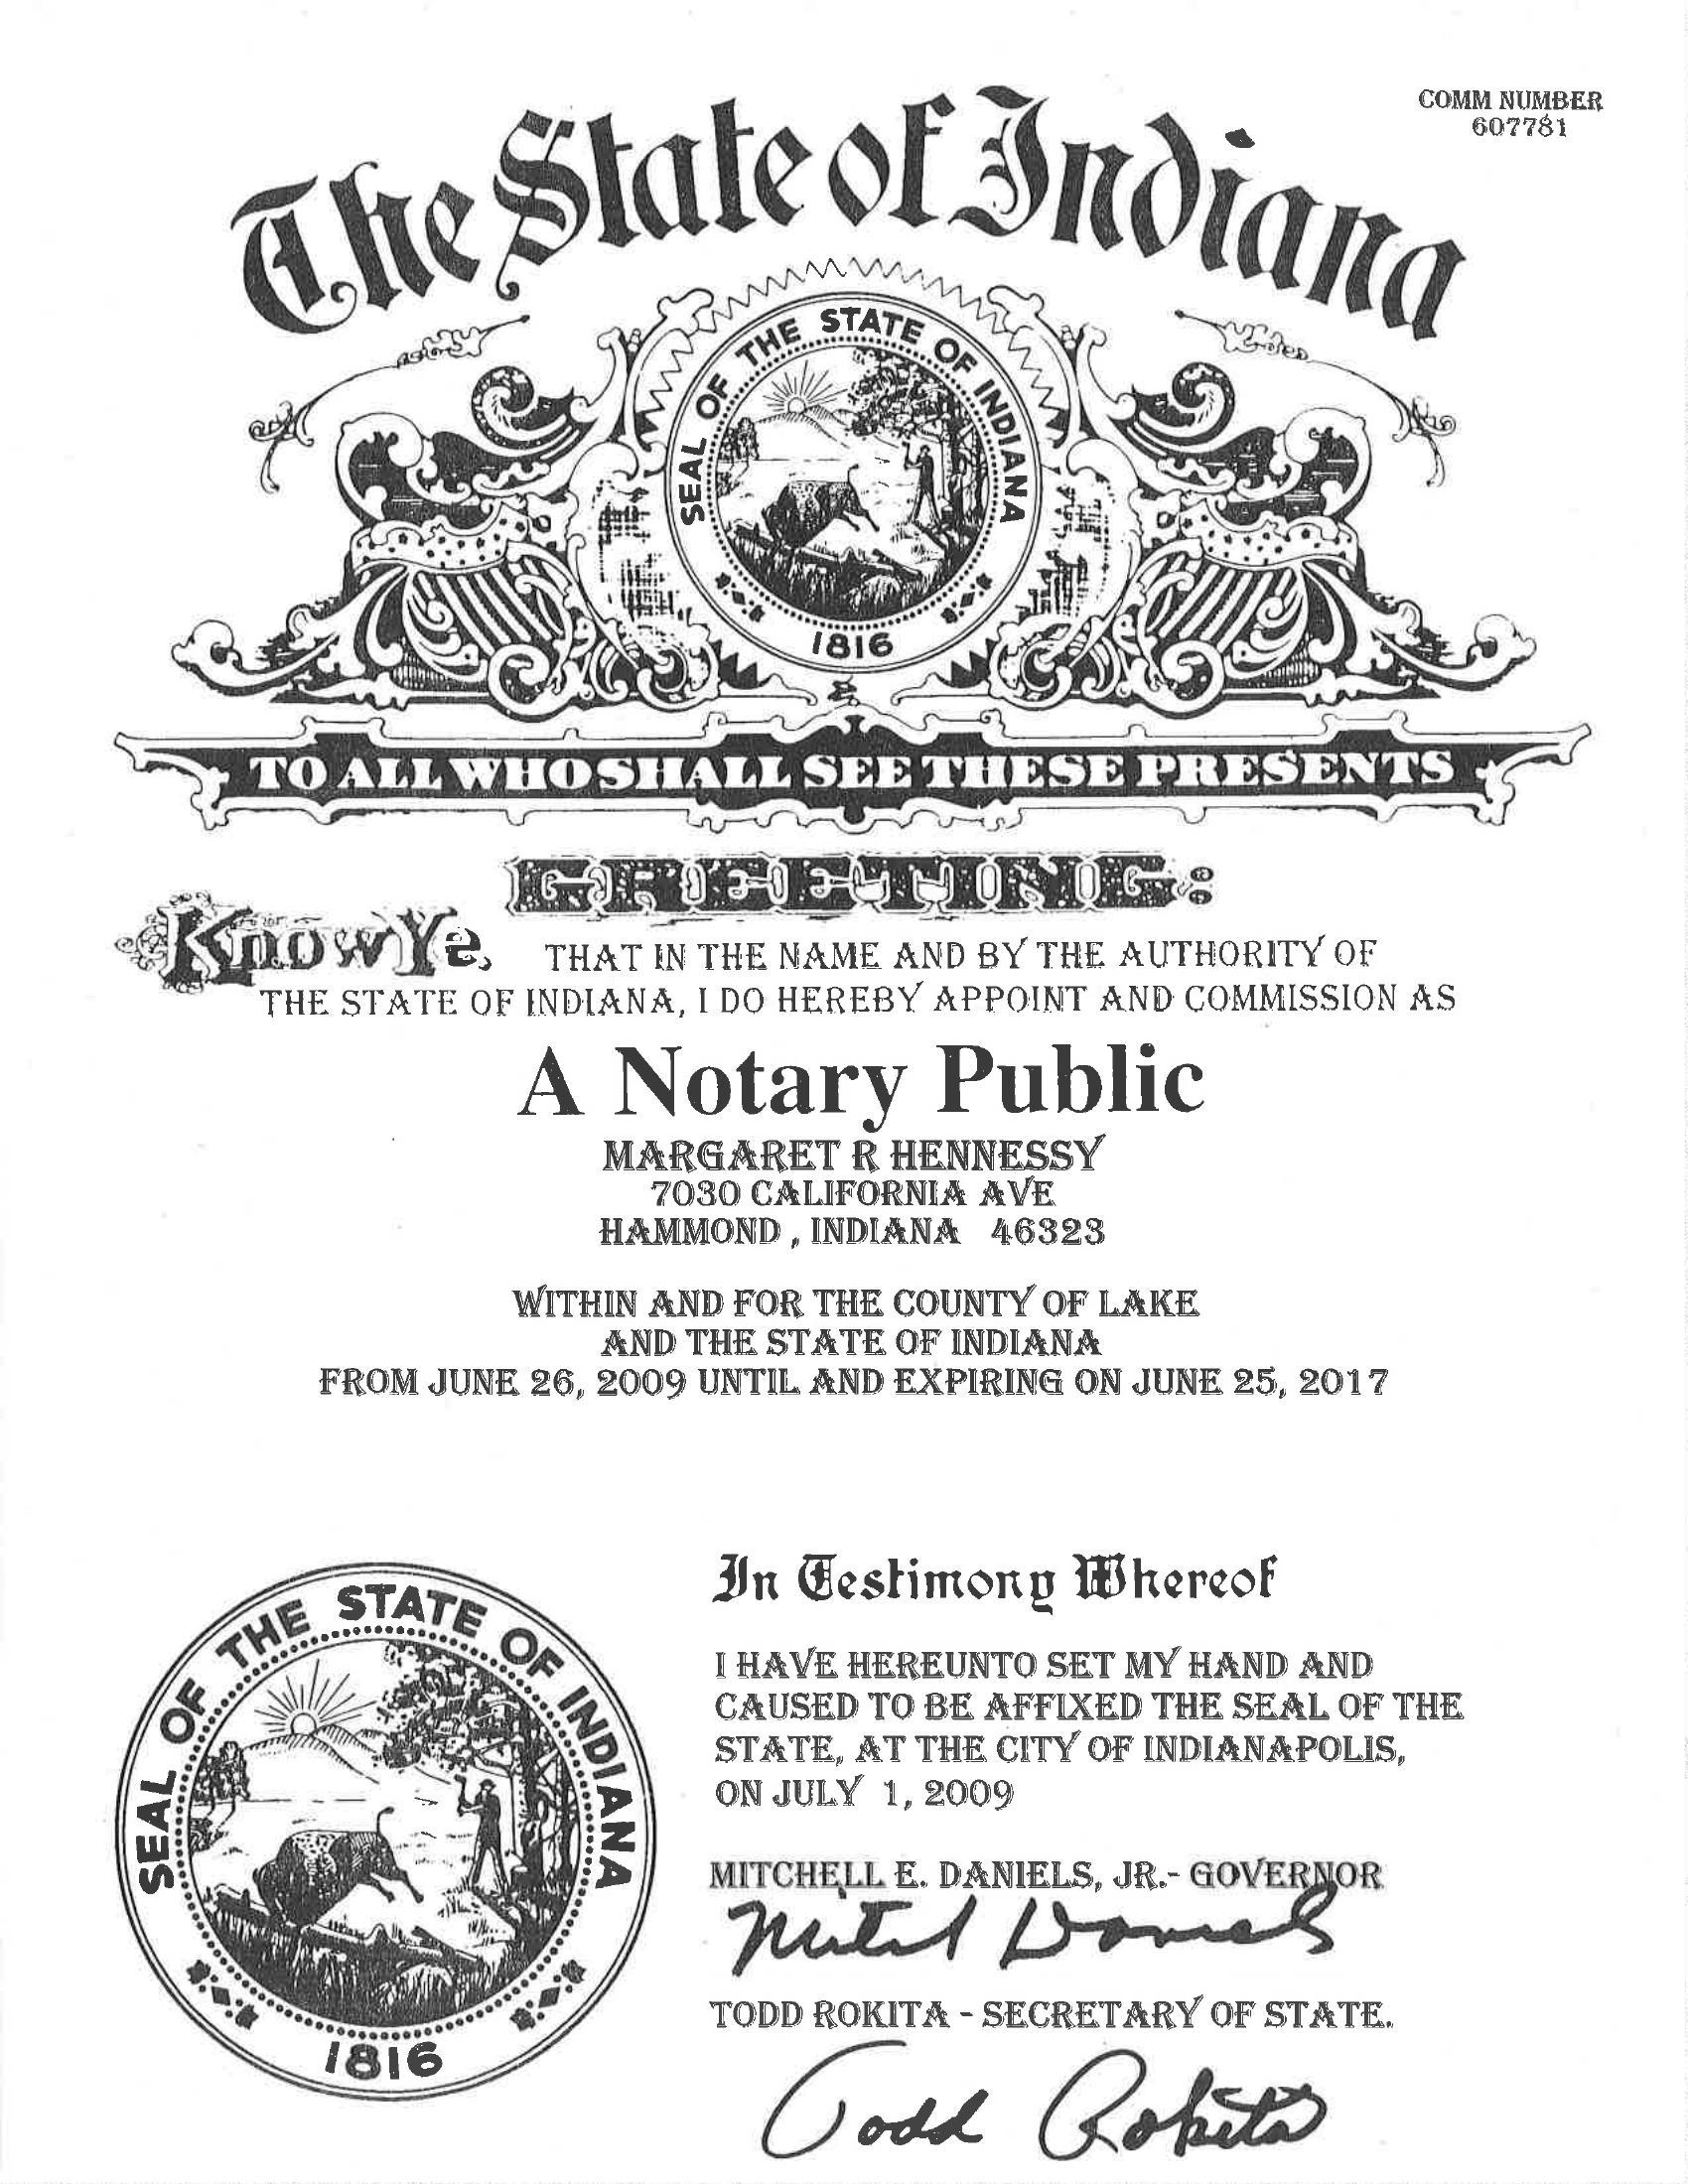 COMM NUMBER
607781
The State of Indiana
SEAL OF THE STATE OF INDIANA
1816
TO ALL WHO SHALL SEE THESE PRESENTS
GREETING:
Know Ye, THAT IN THE NAME AND BY THE AUTHORITY OF
THE STATE OF INDIANA, I DO HEREBY APPOINT AND COMMISSION AS
A Notary Public
MARGARET R HENNESSY
7030 CALIFORNIA AVE
HAMMOND , INDIANA 46323
WITHIN AND FOR THE COUNTY OF LAKE
AND THE STATE OF INDIANA
FROM JUNE 26, 2009 UNTIL AND EXPIRING ON JUNE 25, 2017
In Testimony Whereof
I HAVE HEREUNTO SET MY HAND AND
CAUSED TO BE AFFIXED THE SEAL OF THE
STATE, AT THE CITY OF INDIANAPOLIS,
ON JULY 1, 2009
MITCHELL E. DANIELS, JR.- GOVERNOR
Mitchell Daniels
TODD ROKITA - SECRETARY OF STATE.
Todd Rokita
SEAL OF THE STATE OF INDIANA
1816